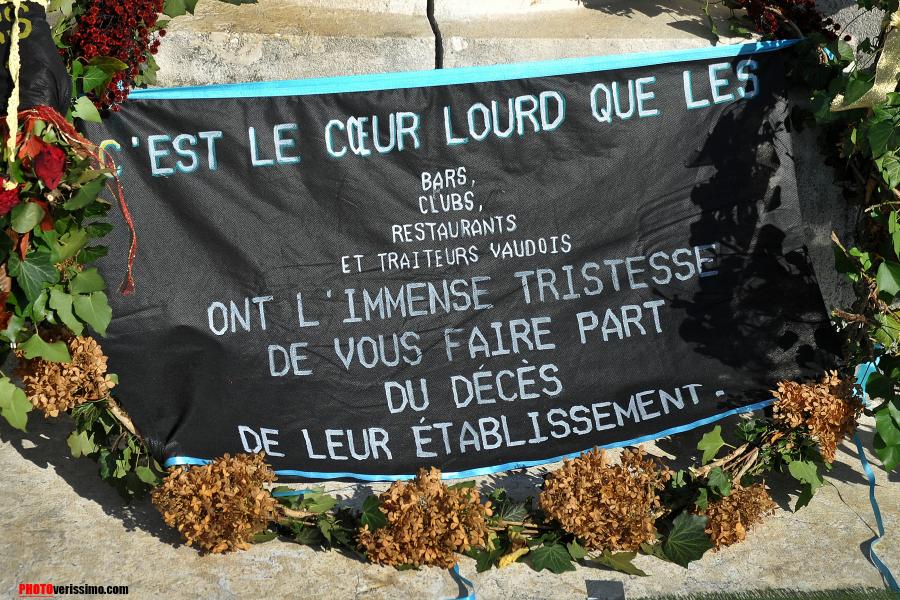 C'EST LE CŒUR LOURD QUE LES
BARS,
CLUBS,
RESTAURANTS
ET TRAITEURS VAUDOIS
ONT L'IMMENSE TRISTESSE
DE VOUS FAIRE PART
DU DÉCÈS
DE LEUR ÉTABLISSEMENT.
PHOTOverissimo.com